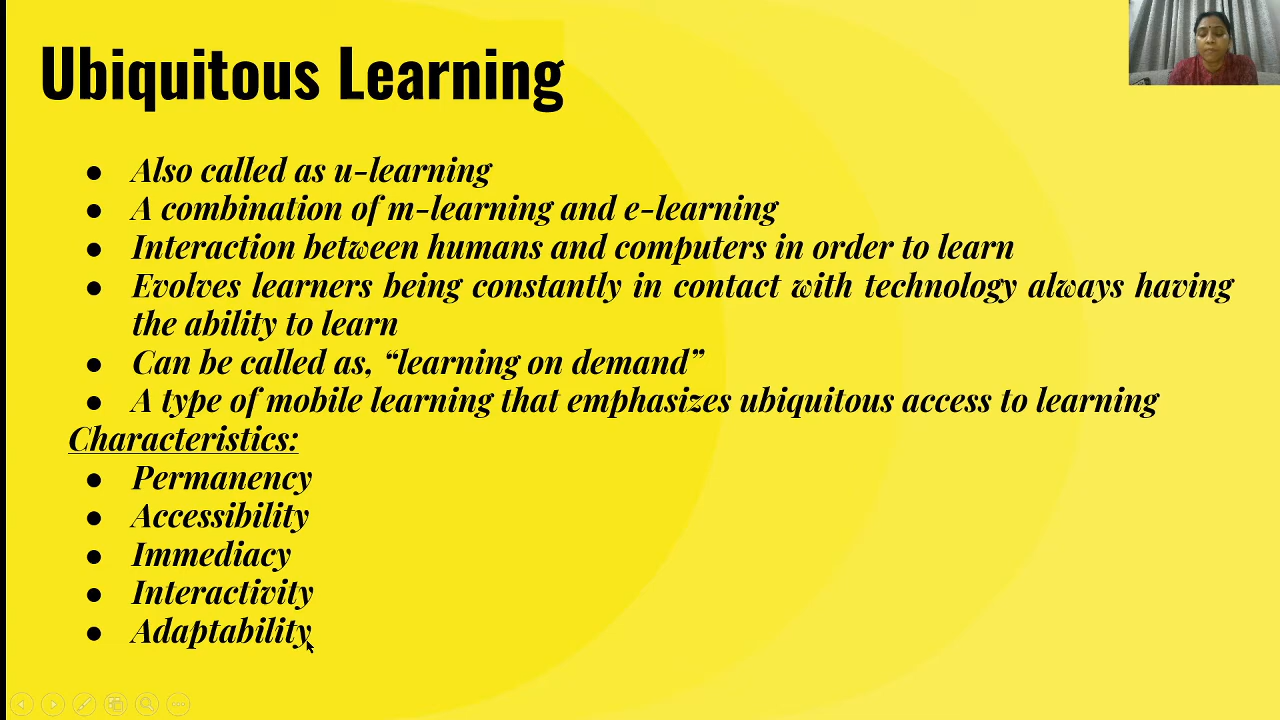 Ubiquitous Learning
● Also called as u-learning
● A combination of m-learning and e-learning
● Interaction between humans and computers in order to learn
● Evolves learners being constantly in contact with technology always having
the ability to learn
● Can be called as, “learning on demand”
● A type of mobile learning that emphasizes ubiquitous access to learning
Characteristics:
● Permanency
● Accessibility
● Immediacy
● Interactivity
● Adaptability